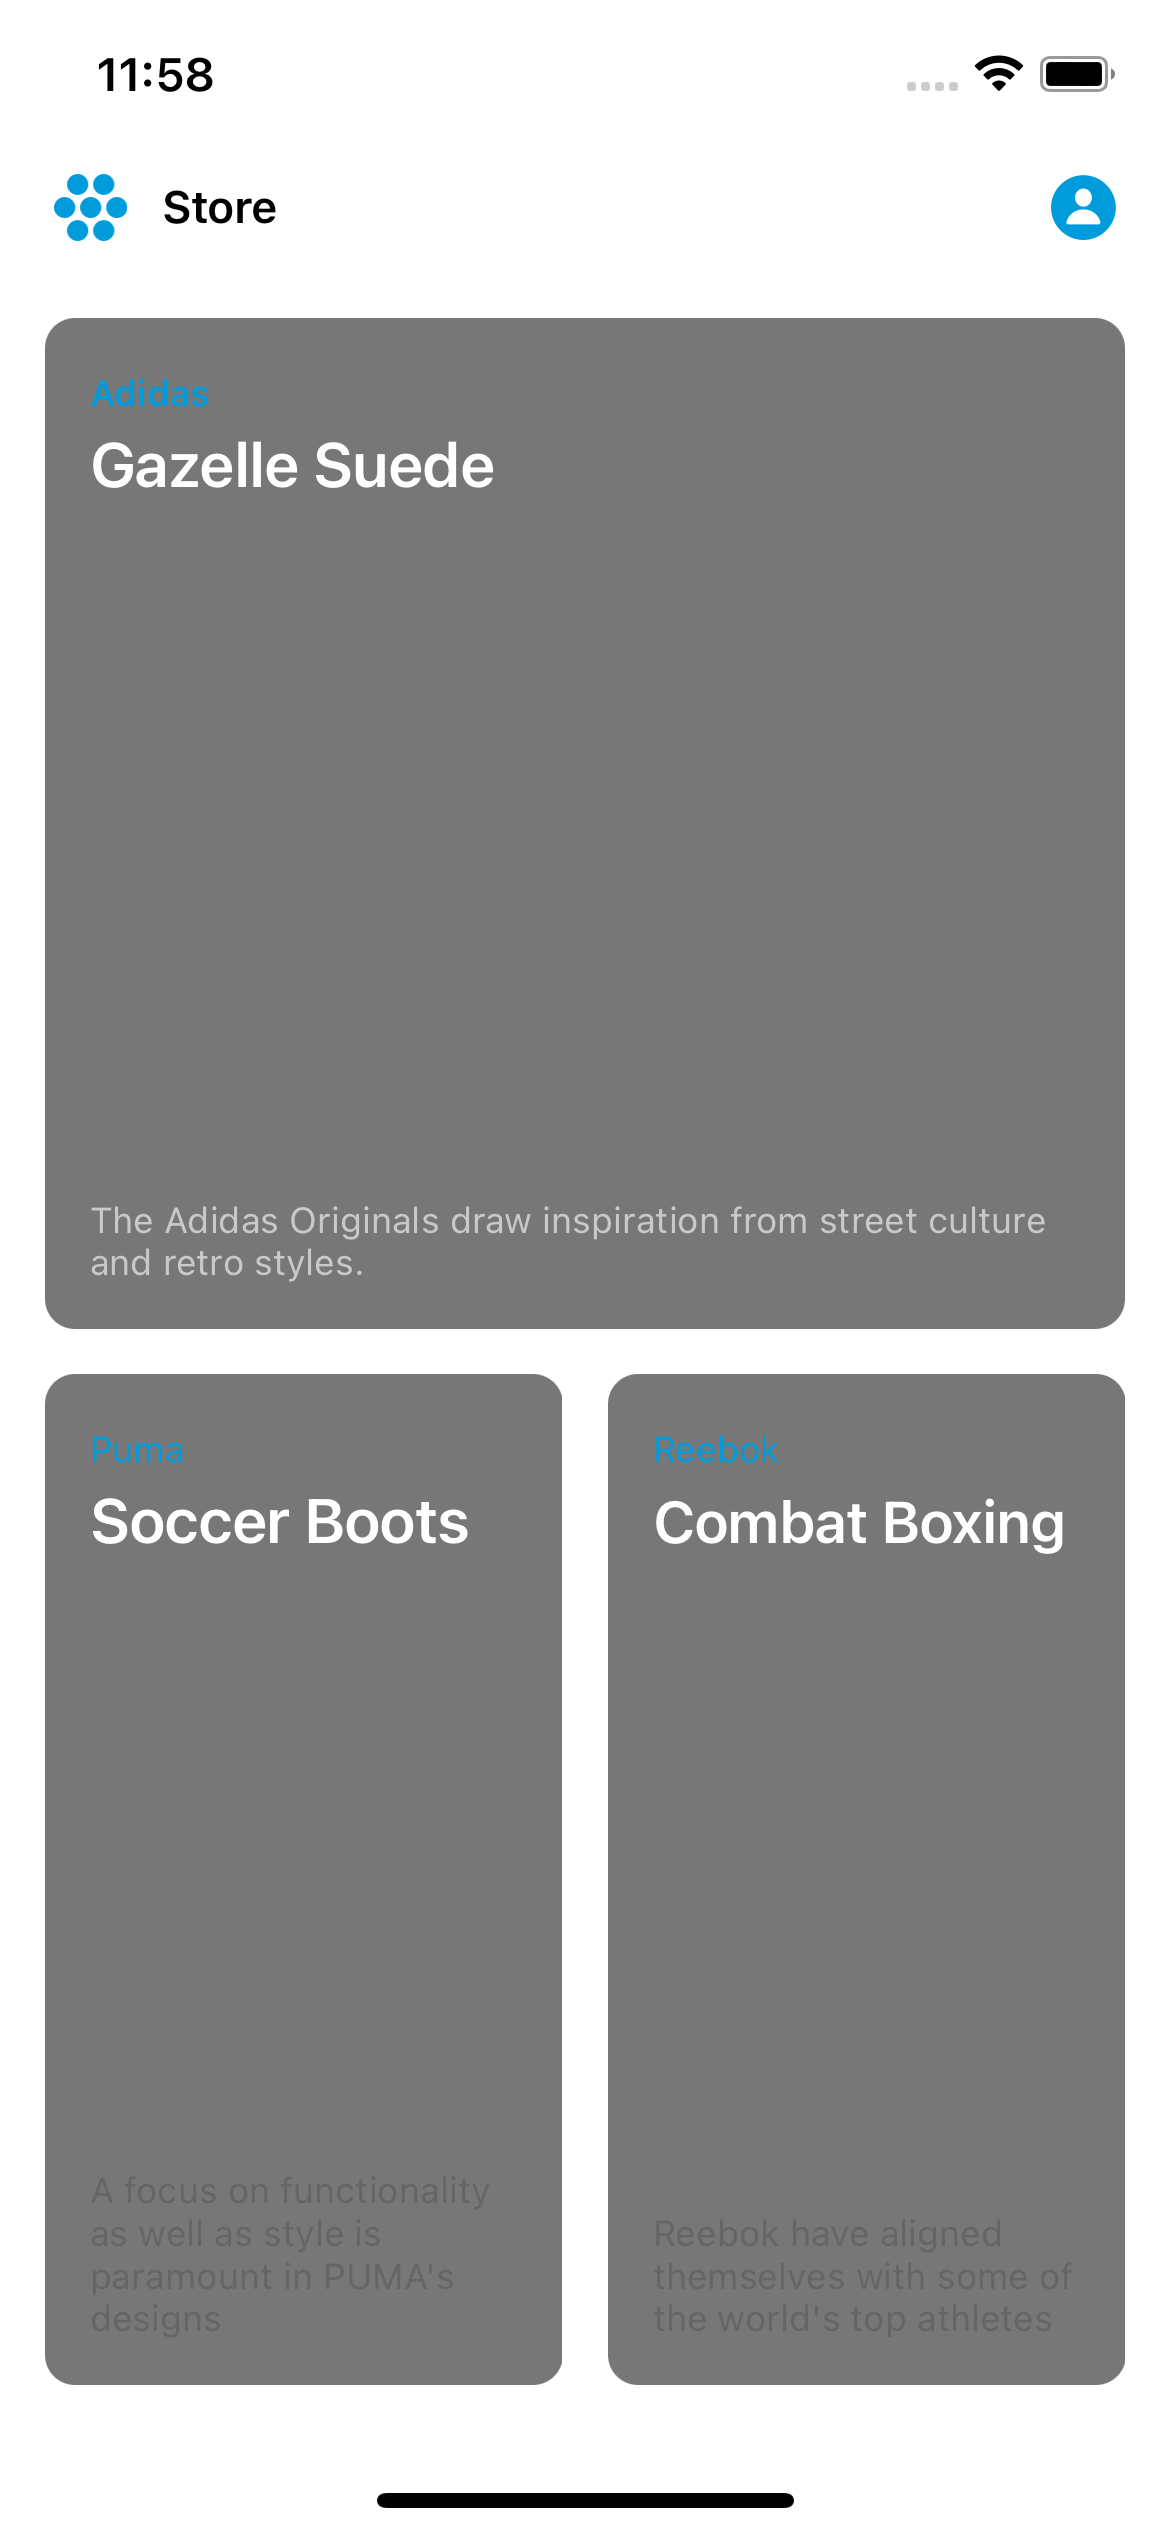 11:58
Store
Adidas
Gazelle Suede
The Adidas Originals draw inspiration from street culture
and retro styles.
Puma
Soccer Boots
A focus on functionality
as well as style is
paramount in PUMA's
designs
Reebok
Combat Boxing
Reebok have aligned
themselves with some of
the world's top athletes